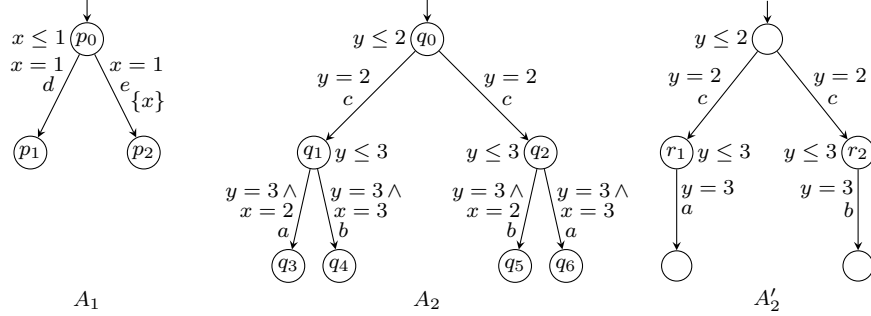 x ≤ 1 p₀
x = 1
d
x = 1
e
{x}
p₁
p₂
A₁
y ≤ 2 q₀
y = 2
c
y = 2
c
q₁ y ≤ 3
y ≤ 3 q₂
y = 3 ∧
x = 2
a
y = 3 ∧
x = 3
b
y = 3 ∧
x = 2
b
y = 3 ∧
x = 3
a
q₃
q₄
q₅
q₆
A₂
y ≤ 2
y = 2
c
y = 2
c
r₁ y ≤ 3
y ≤ 3 r₂
y = 3
a
y = 3
b
A′₂